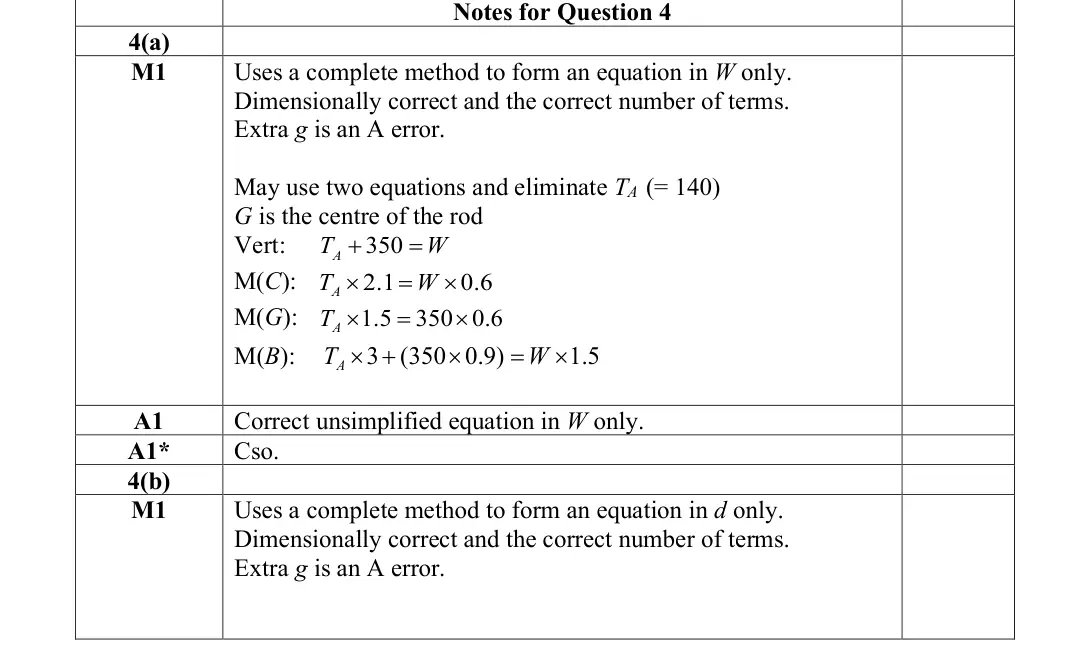 Notes for Question 4
4(a)
M1 Uses a complete method to form an equation in W only.
Dimensionally correct and the correct number of terms.
Extra g is an A error.
May use two equations and eliminate T_A (= 140)
G is the centre of the rod
Vert: T_A + 350 = W
M(C): T_A × 2.1 = W × 0.6
M(G): T_A × 1.5 = 350 × 0.6
M(B): T_A × 3 + (350 × 0.9) = W × 1.5
A1 Correct unsimplified equation in W only.
A1* Cso.
4(b)
M1 Uses a complete method to form an equation in d only.
Dimensionally correct and the correct number of terms.
Extra g is an A error.